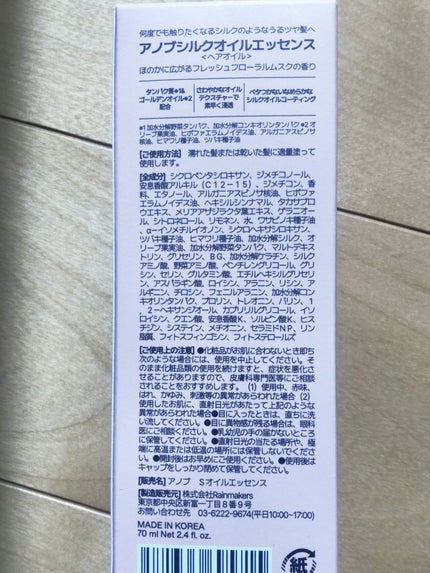 何度でも触りたくなるシルクのようなうるツヤ髪へ
アノブシルクオイルエッセンス
<ヘアオイル>
ほのかに広がるフレッシュフローラルムスクの香り
タンパク質*1&
ゴールデンオイル*2
配合
さわやかなオイル
テクスチャーで
素早く浸透
ベタつかないなめらかな
シルクオイルコーティング
*1 加水分解野菜タンパク、加水分解コンキオリンタンパク *2 オ
リーブ果実油、ヒポファエラムノイデス油、アルガニアスピノサ
核油、ヒマワリ種子油、ツバキ種子油
【ご使用方法】 濡れた髪または乾いた髪に適量塗って
使用します。
【全成分】 シクロペンタシロキサン、ジメチコノール、
安息香酸アルキル(C12-15)、ジメチコン、香
料、エタノール、アルガニアスピノサ核油、ヒポファ
エラムノイデス油、ヘキシルシンナマル、タカサブロ
ウエキス、メリアアザジラクタ葉エキス、ゲラニオー
ル、シトロネロール、リモネン、水、ワサビノキ種子油
、α-イソメチルイオノン、シクロヘキサシロキサン、
ツバキ種子油、ヒマワリ種子油、加水分解シルク、オ
リーブ果実油、加水分解野菜タンパク、マルトデキス
トリン、グリセリン、BG、加水分解ケラチン、シルク
アミノ酸、野菜アミノ酸、ペンチレングリコール、グリ
シン、セリン、グルタミン酸、エチルヘキシルグリセリ
ン、アスパラギン酸、ロイシン、アラニン、リシン、ア
ルギニン、チロシン、フェニルアラニン、加水分解コン
キオリンタンパク、プロリン、トレオニン、バリン、1,
2-ヘキサンジオール、カプリリルグリコール、イソ
ロイシン、クエン酸、安息香酸K、ソルビン酸K、ヒス
チジン、システイン、メチオニン、セラミドNP、リン
脂質、フィトスフィンゴシン、フィトステロールズ
【ご使用上の注意】 ●化粧品がお肌に合わないとき即ち
次のような場合には、使用を中止してください。そ
のまま化粧品類の使用を続けますと、症状を悪化さ
せることがありますので、皮膚科専門医等にご相談
されることをおすすめします。 (1) 使用中、赤味、
はれ、かゆみ、刺激等の異常があらわれた場合 (2)
使用したお肌に、直射日光があたって上記のような
異常があらわれた場合 ●目に入ったときは、直ちに洗
い流してください。 ●目に異物感が残る場合は、眼科
医にご相談ください。 ●乳幼児の手の届かないところ
に保管してください。 ●直射日光の当たる場所や、極
端に高温または低温の場所には保管しないでくださ
い。 ●開封後はお早めにご使用ください。 ●使用後は
キャップをしっかり閉めて保管してください。
【販売名】 アノブ Sオイルエッセンス
【製造販売元】 株式会社Rainmakers
東京都中央区新富一丁目8番9号
お問い合わせ 03-6222-9674(平日10:00~17:00)
MADE IN KOREA
70 ml Net 2.4 fl. oz.
紙